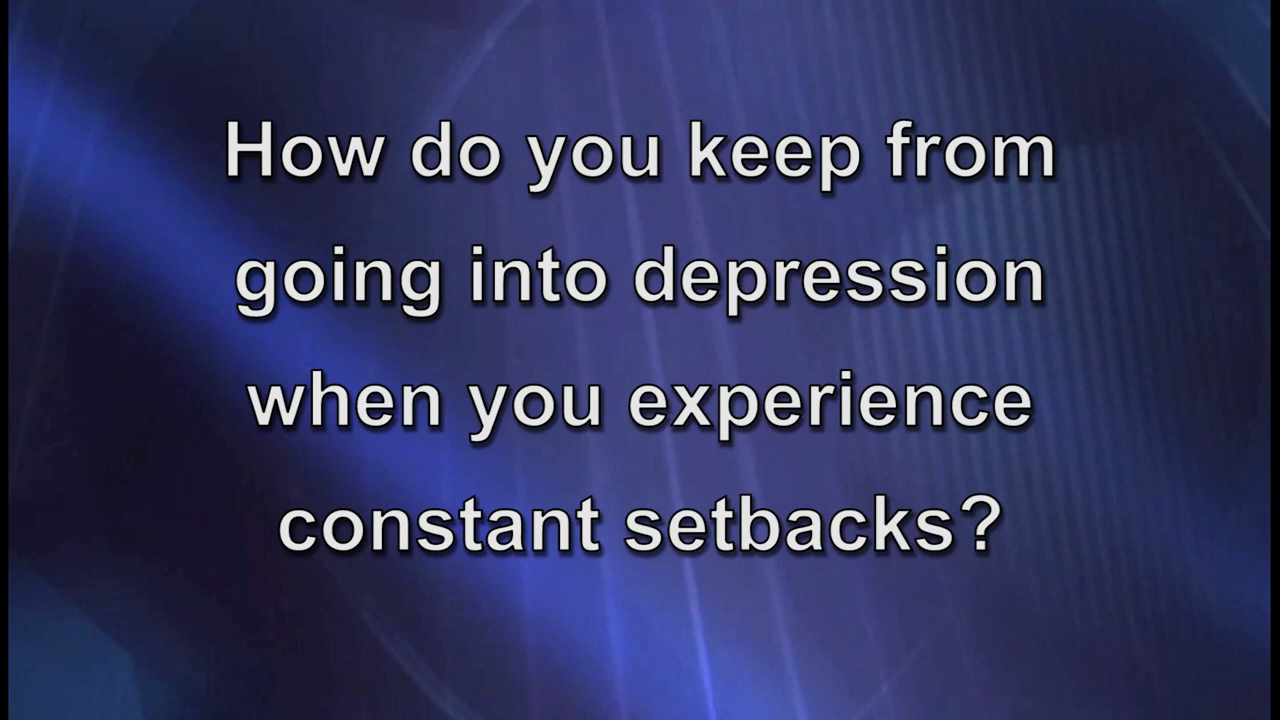 How do you keep from
going into depression
when you experience
constant setbacks?